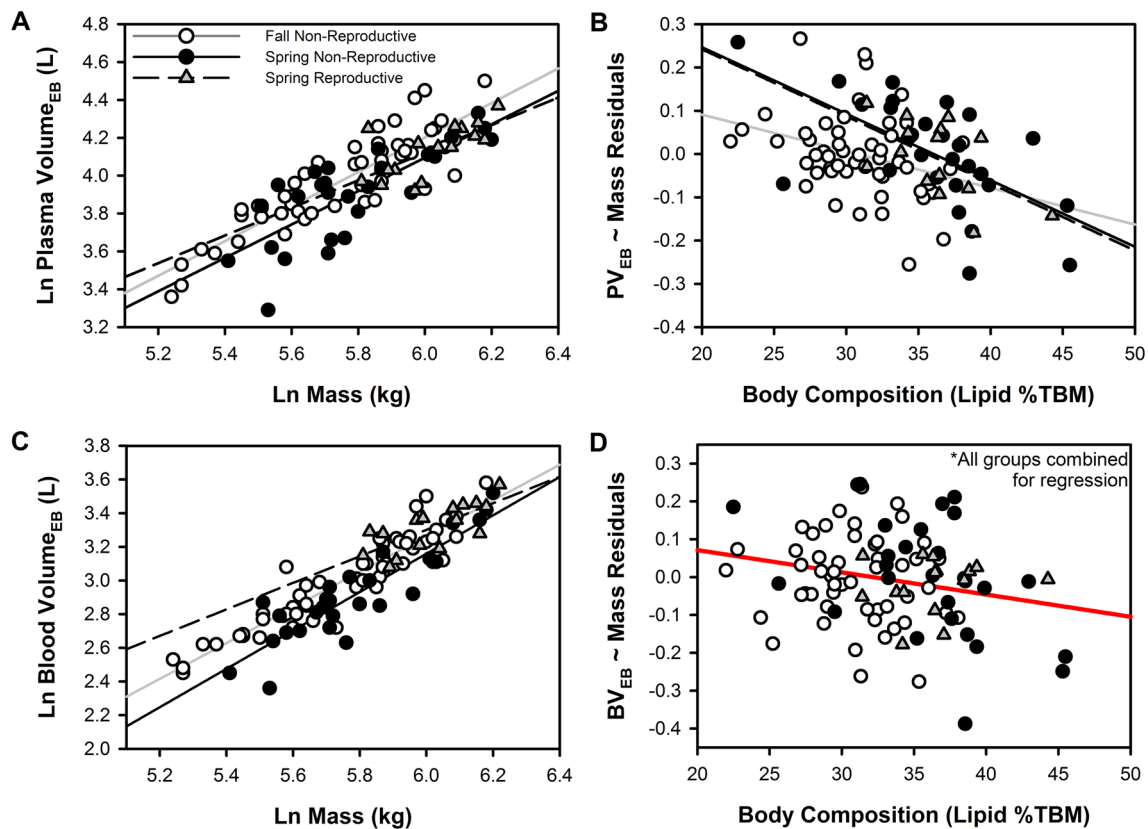 A
Ln Plasma Volume_EB (L)
4.8
4.6
4.4
4.2
4.0
3.8
3.6
3.4
3.2
Fall Non-Reproductive
Spring Non-Reproductive
Spring Reproductive
5.2 5.4 5.6 5.8 6.0 6.2 6.4
Ln Mass (kg)
B
PV_EB ~ Mass Residuals
0.3
0.2
0.1
0.0
-0.1
-0.2
-0.3
-0.4
20 25 30 35 40 45 50
Body Composition (Lipid %TBM)
C
Ln Blood Volume_EB (L)
3.8
3.6
3.4
3.2
3.0
2.8
2.6
2.4
2.2
2.0
5.2 5.4 5.6 5.8 6.0 6.2 6.4
Ln Mass (kg)
D
BV_EB ~ Mass Residuals
0.3
0.2
0.1
0.0
-0.1
-0.2
-0.3
-0.4
*All groups combined
for regression
20 25 30 35 40 45 50
Body Composition (Lipid %TBM)